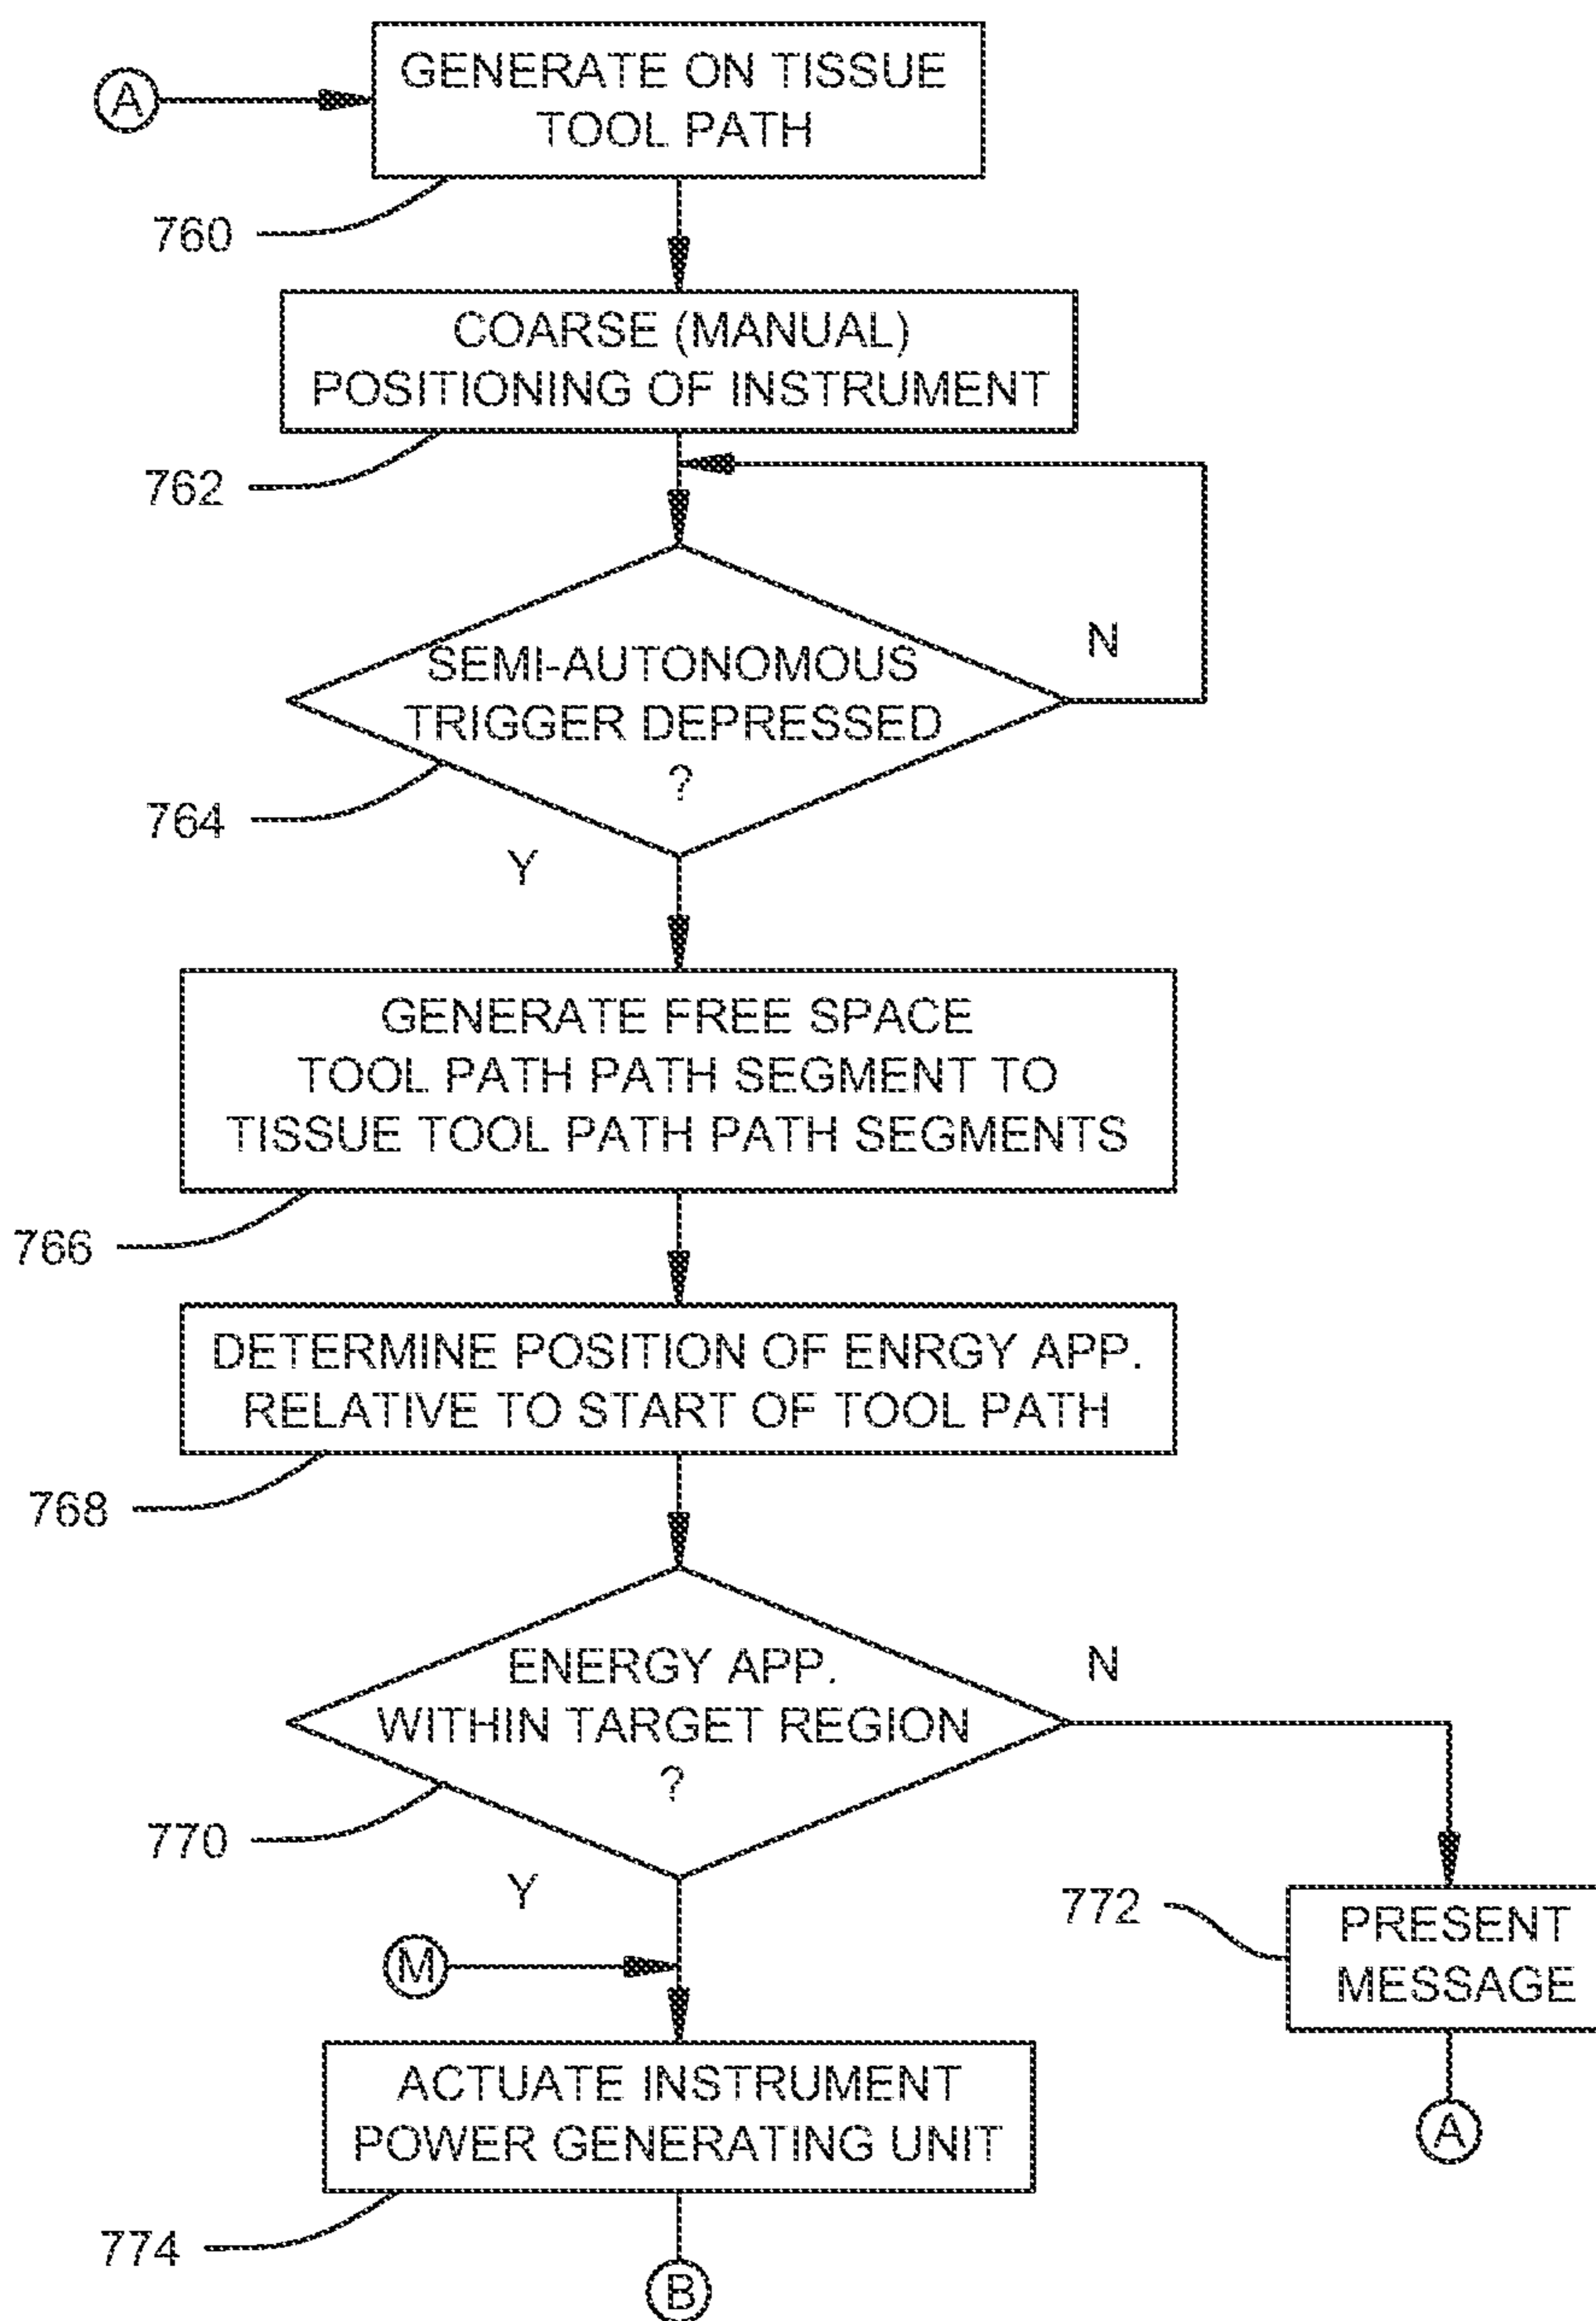 GENERATE ON TISSUE
TOOL PATH
A
760
COARSE (MANUAL)
POSITIONING OF INSTRUMENT
762
N
SEMI-AUTONOMOUS
TRIGGER DEPRESSED
?
764
Y
GENERATE FREE SPACE
TOOL PATH PATH SEGMENT TO
TISSUE TOOL PATH PATH SEGMENTS
766
DETERMINE POSITION OF ENRGY APP.
RELATIVE TO START OF TOOL PATH
768
N
ENERGY APP.
WITHIN TARGET REGION
?
770
Y
772
PRESENT
MESSAGE
M
A
ACTUATE INSTRUMENT
POWER GENERATING UNIT
774
B